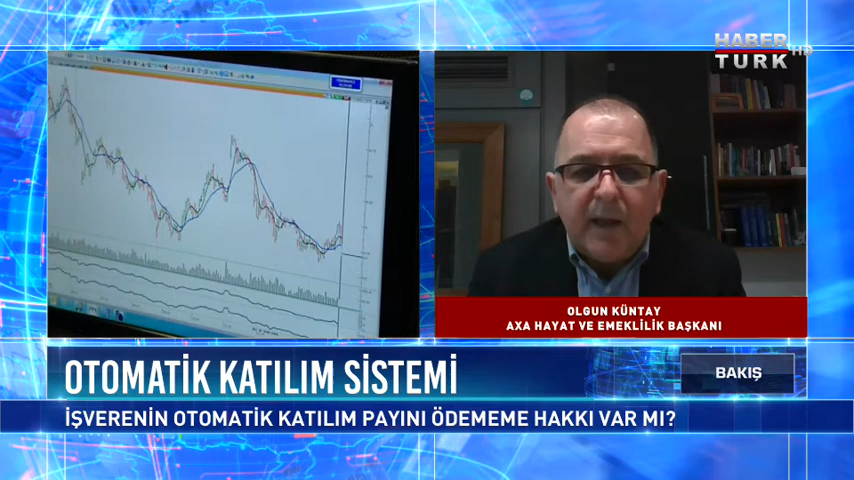 HABER
TURK HD
OLGUN KÜNTAY
AXA HAYAT VE EMEKLİLİK BAŞKANI
OTOMATİK KATILIM SİSTEMİ
BAKIŞ
İŞVERENİN OTOMATİK KATILIM PAYINI ÖDEMEME HAKKI VAR MI?